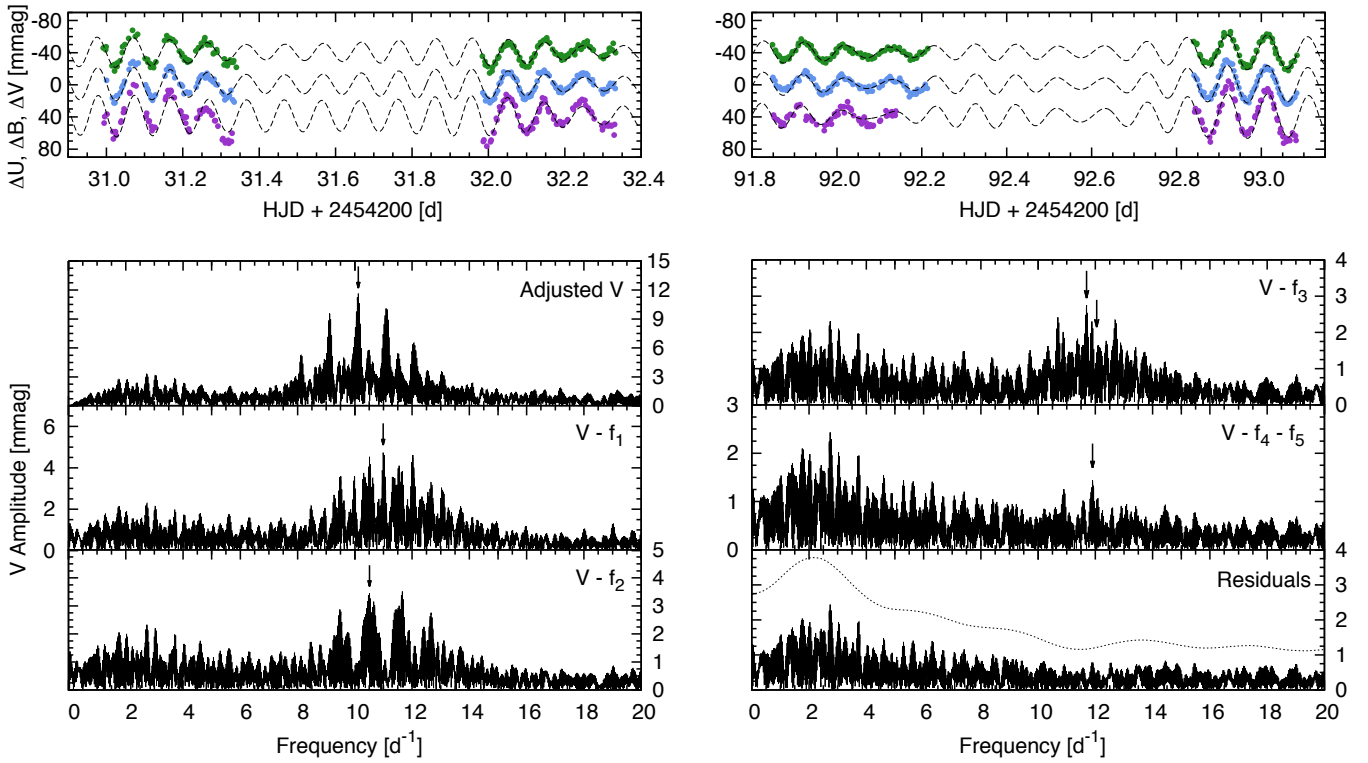 ΔU, ΔB, ΔV [mmag]
-80
-40
0
40
80
31.0 31.2 31.4 31.6 31.8 32.0 32.2 32.4
HJD + 2454200 [d]
-80
-40
0
40
80
91.8 92.0 92.2 92.4 92.6 92.8 93.0
HJD + 2454200 [d]
V Amplitude [mmag]
Adjusted V
15
12
9
6
3
0
V - f1
6
4
2
0
V - f2
5
4
3
2
1
0
0 2 4 6 8 10 12 14 16 18 20
Frequency [d-1]
V - f3
4
3
2
1
0
V - f4 - f5
3
2
1
0
Residuals
4
3
2
1
0
0 2 4 6 8 10 12 14 16 18 20
Frequency [d-1]